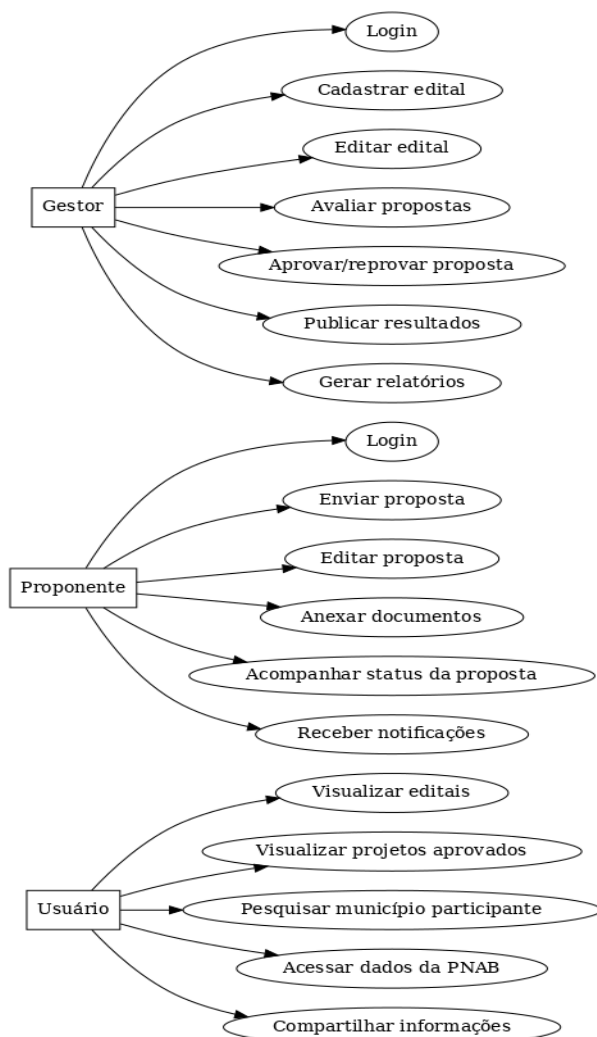 Login
Cadastrar edital
Editar edital
Gestor
Avaliar propostas
Aprovar/reprovar proposta
Publicar resultados
Gerar relatórios
Login
Enviar proposta
Editar proposta
Proponente
Anexar documentos
Acompanhar status da proposta
Receber notificações
Visualizar editais
Visualizar projetos aprovados
Usuário
Pesquisar município participante
Acessar dados da PNAB
Compartilhar informações